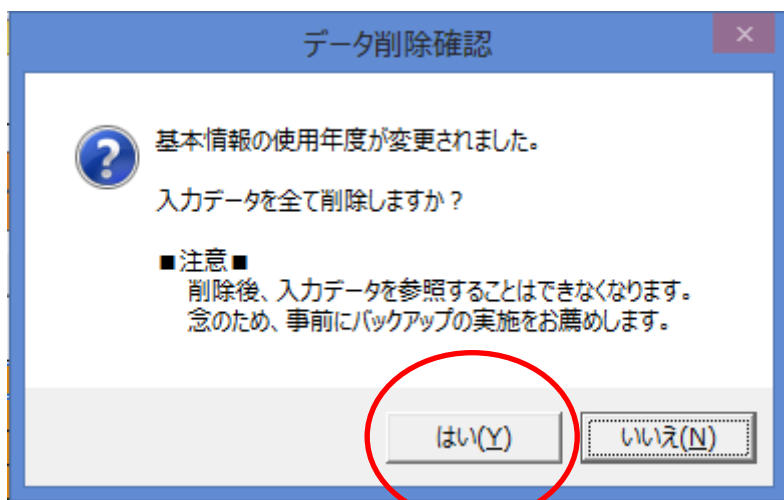 データ削除確認
基本情報の使用年度が変更されました。
入力データを全て削除しますか？
■注意■
削除後、入力データを参照することはできなくなります。
念のため、事前にバックアップの実施をお薦めします。
はい(Y)
いいえ(N)